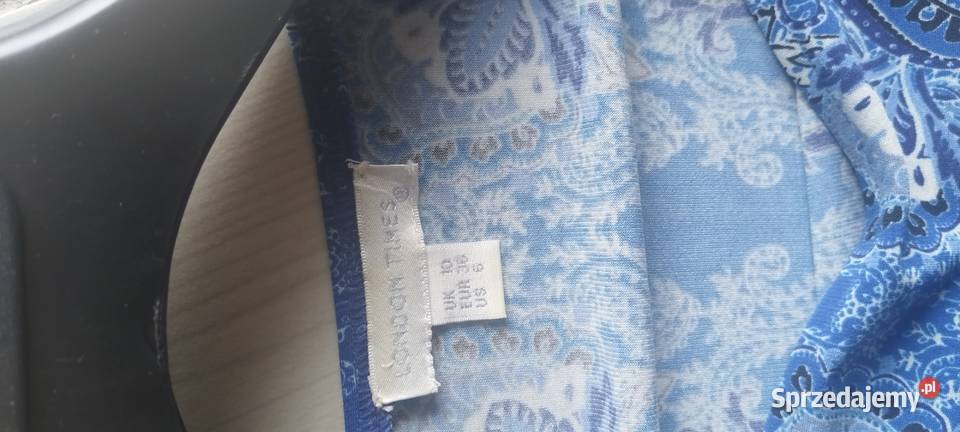 LONDON TIMES®
UK 10
EUR 36
US 6
Sprzedajemy.pl